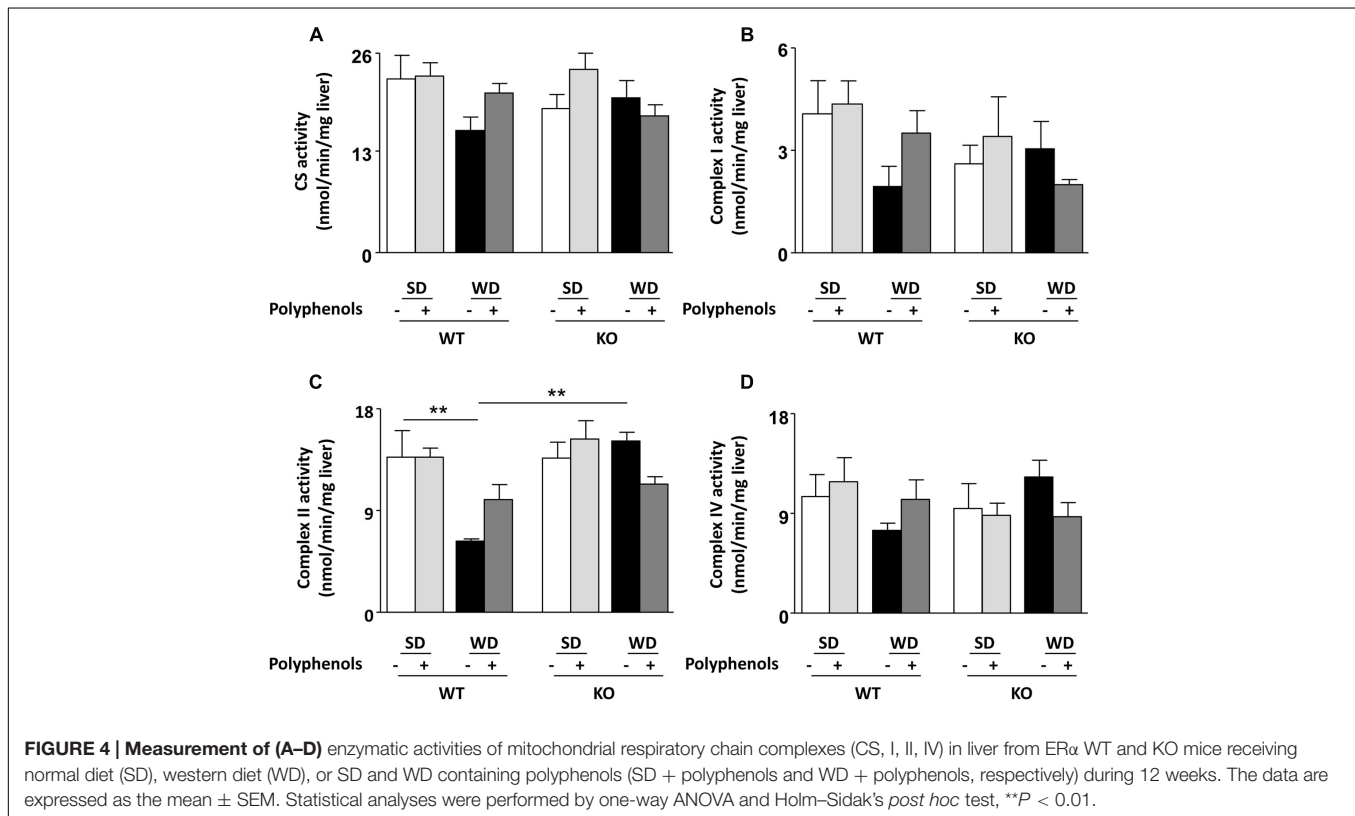 A
CS activity
(nmol/min/mg liver)
26
13
0
SD WD SD WD
Polyphenols - + - + - + - +
WT KO
B
Complex I activity
(nmol/min/mg liver)
6
3
0
SD WD SD WD
- + - + - + - +
WT KO
C
Complex II activity
(nmol/min/mg liver)
18
9
0
** **
SD WD SD WD
Polyphenols - + - + - + - +
WT KO
D
Complex IV activity
(nmol/min/mg liver)
18
9
0
SD WD SD WD
Polyphenols - + - + - + - +
WT KO
FIGURE 4 | Measurement of (A–D) enzymatic activities of mitochondrial respiratory chain complexes (CS, I, II, IV) in liver from ERα WT and KO mice receiving
normal diet (SD), western diet (WD), or SD and WD containing polyphenols (SD + polyphenols and WD + polyphenols, respectively) during 12 weeks. The data are
expressed as the mean ± SEM. Statistical analyses were performed by one-way ANOVA and Holm–Sidak's post hoc test, **P < 0.01.